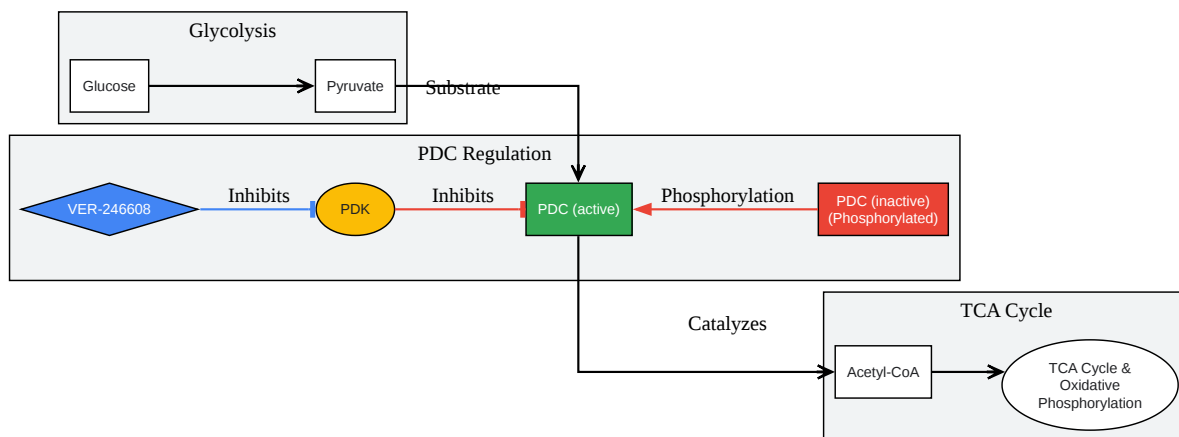 Glycolysis
Glucose
Pyruvate
Substrate
PDC Regulation
VER-246608
Inhibits
PDK
Inhibits
PDC (active)
Phosphorylation
PDC (inactive)
(Phosphorylated)
Catalyzes
TCA Cycle
Acetyl-CoA
TCA Cycle &
Oxidative
Phosphorylation